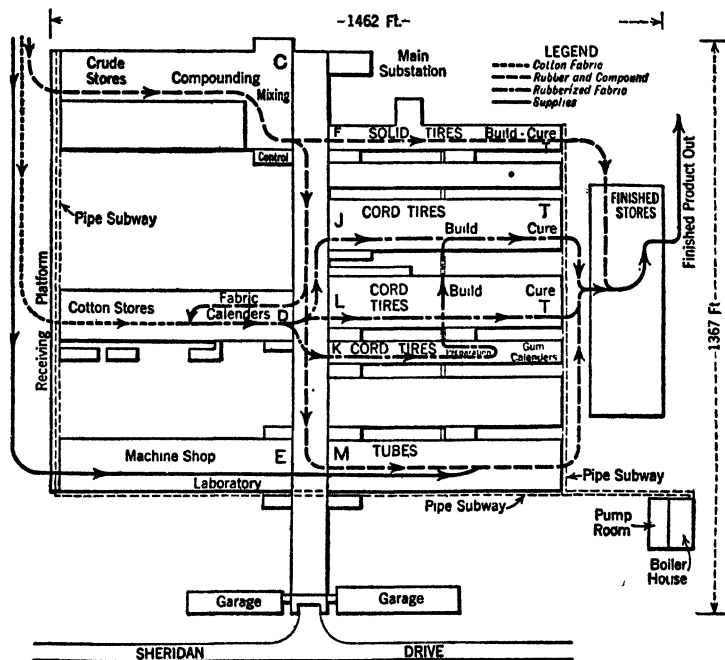 1462 Ft.
Crude
Stores
Compounding
C
Mixing
Control
Main
Substation
LEGEND
Cotton Fabric
Rubber and Compound
Rubberized Fabric
Supplies
F SOLID TIRES Build-Cure
T
Pipe Subway
J CORD TIRES T
Build Cure
FINISHED
STORES
Finished Product Out
1367 Ft
Platform
Receiving
Cotton Stores
Fabric
Calenders
D
L CORD
TIRES
Build
Cure
T
K CORD TIRES
Preparation
Gum
Calenders
Machine Shop
E
M TUBES
Laboratory
Pipe Subway
Pipe Subway
Pump
Room
Boiler
House
Garage
Garage
SHERIDAN DRIVE